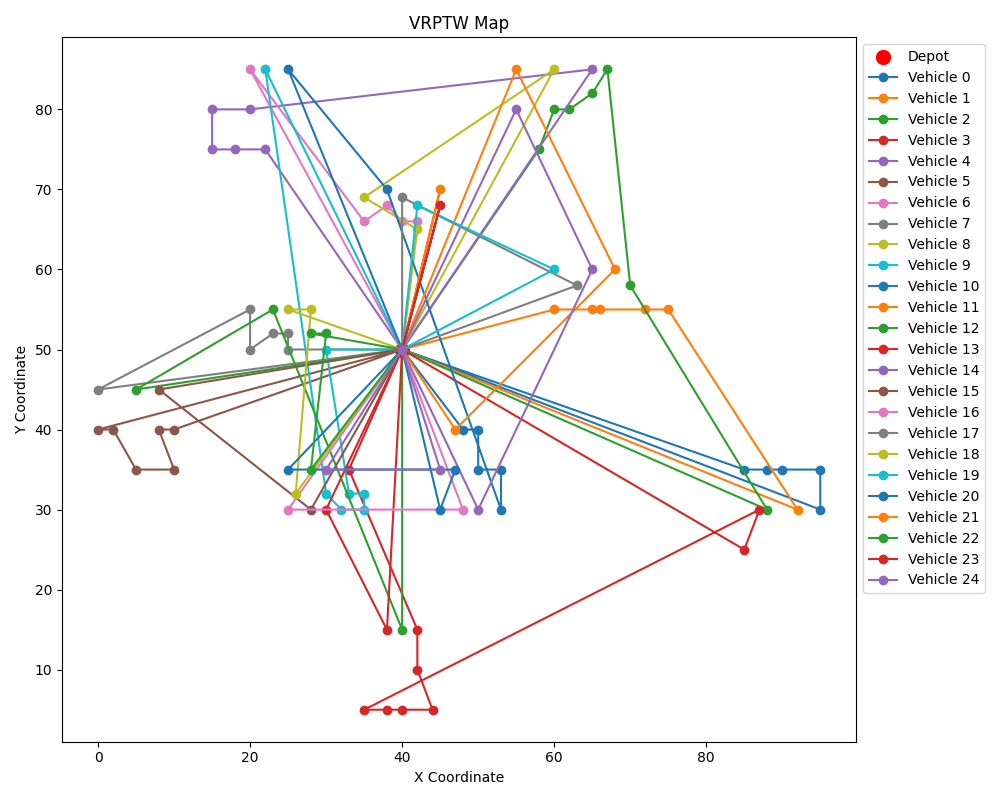 VRPTW Map
Y Coordinate
80
70
60
50
40
30
20
10
0
20
40
60
80
X Coordinate
Depot
Vehicle 0
Vehicle 1
Vehicle 2
Vehicle 3
Vehicle 4
Vehicle 5
Vehicle 6
Vehicle 7
Vehicle 8
Vehicle 9
Vehicle 10
Vehicle 11
Vehicle 12
Vehicle 13
Vehicle 14
Vehicle 15
Vehicle 16
Vehicle 17
Vehicle 18
Vehicle 19
Vehicle 20
Vehicle 21
Vehicle 22
Vehicle 23
Vehicle 24